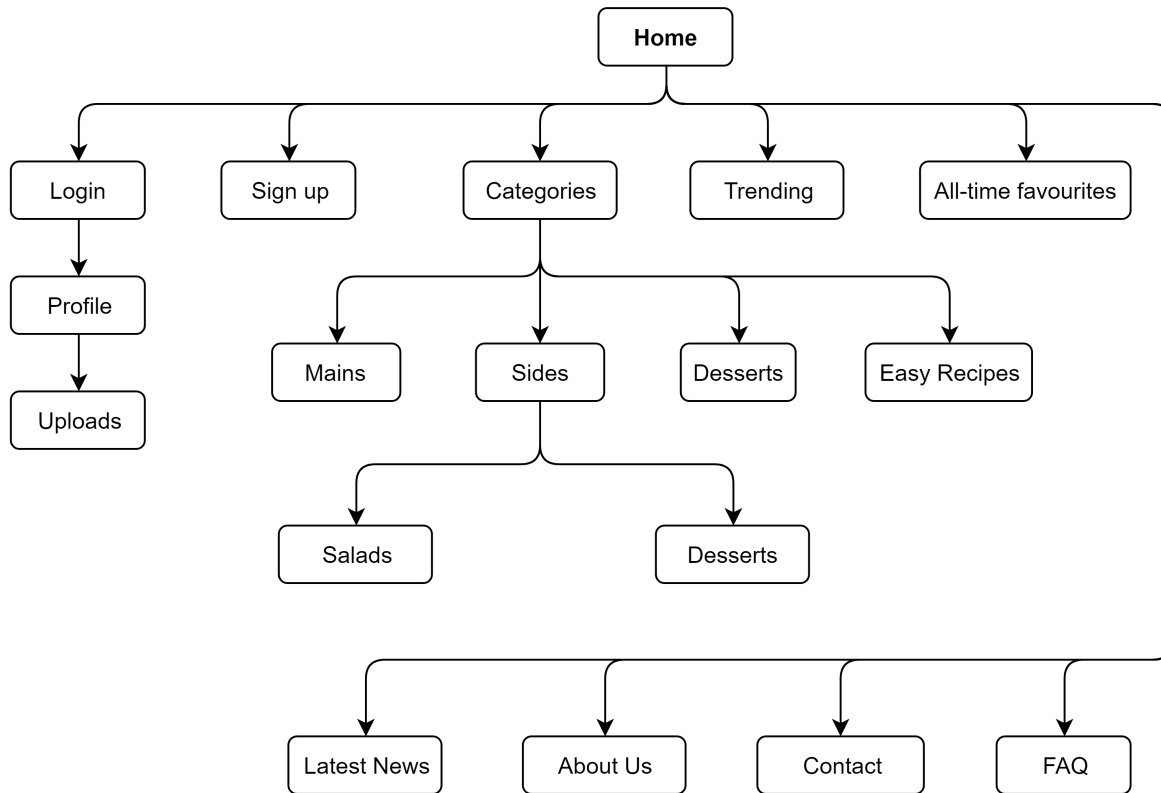 Home
Login
Sign up
Categories
Trending
All-time favourites
Profile
Mains
Sides
Desserts
Easy Recipes
Uploads
Salads
Desserts
Latest News
About Us
Contact
FAQ